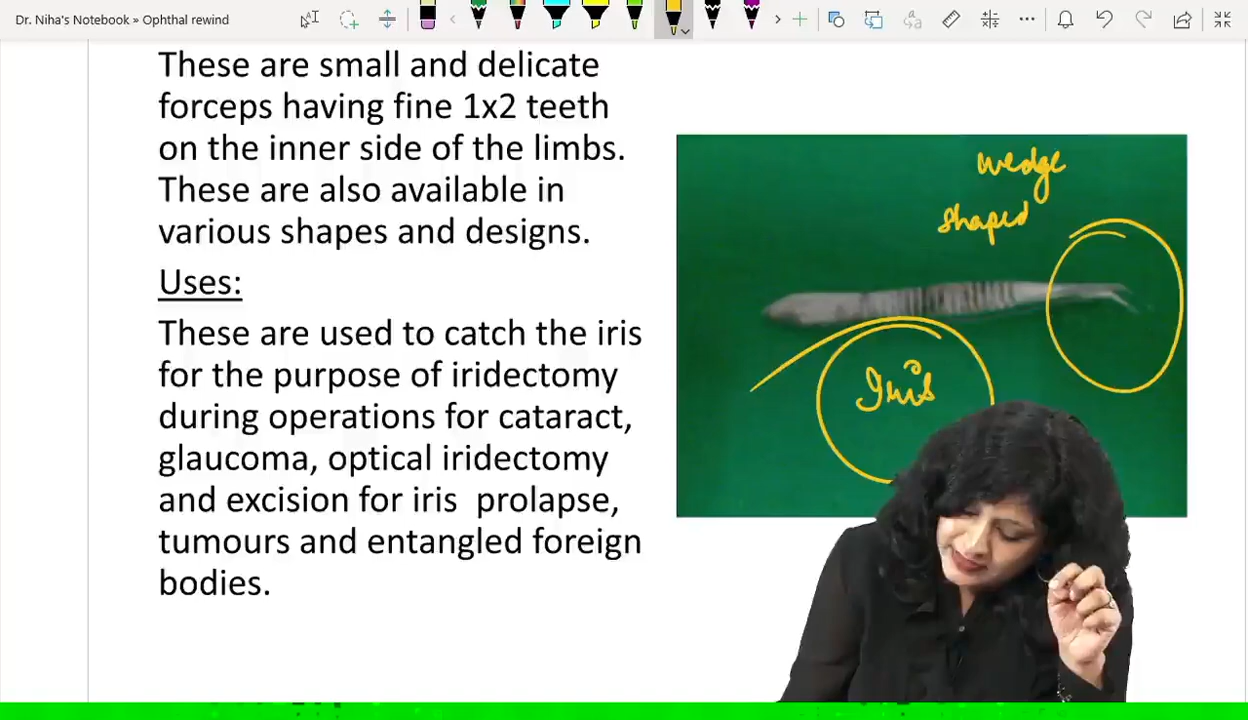 Dr. Niha's Notebook » Ophthal rewind
These are small and delicate
forceps having fine 1x2 teeth
on the inner side of the limbs.
These are also available in
various shapes and designs.
Uses:
These are used to catch the iris
for the purpose of iridectomy
during operations for cataract,
glaucoma, optical iridectomy
and excision for iris prolapse,
tumours and entangled foreign
bodies.
wedge
shaped
Iris